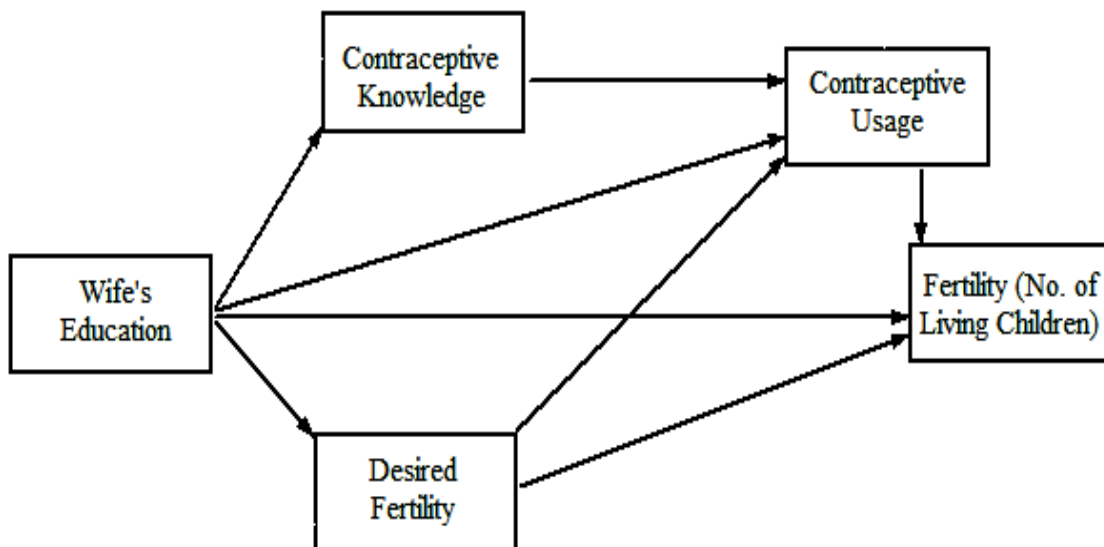 Contraceptive
Knowledge
Contraceptive
Usage
Wife's
Education
Fertility (No. of
Living Children)
Desired
Fertility